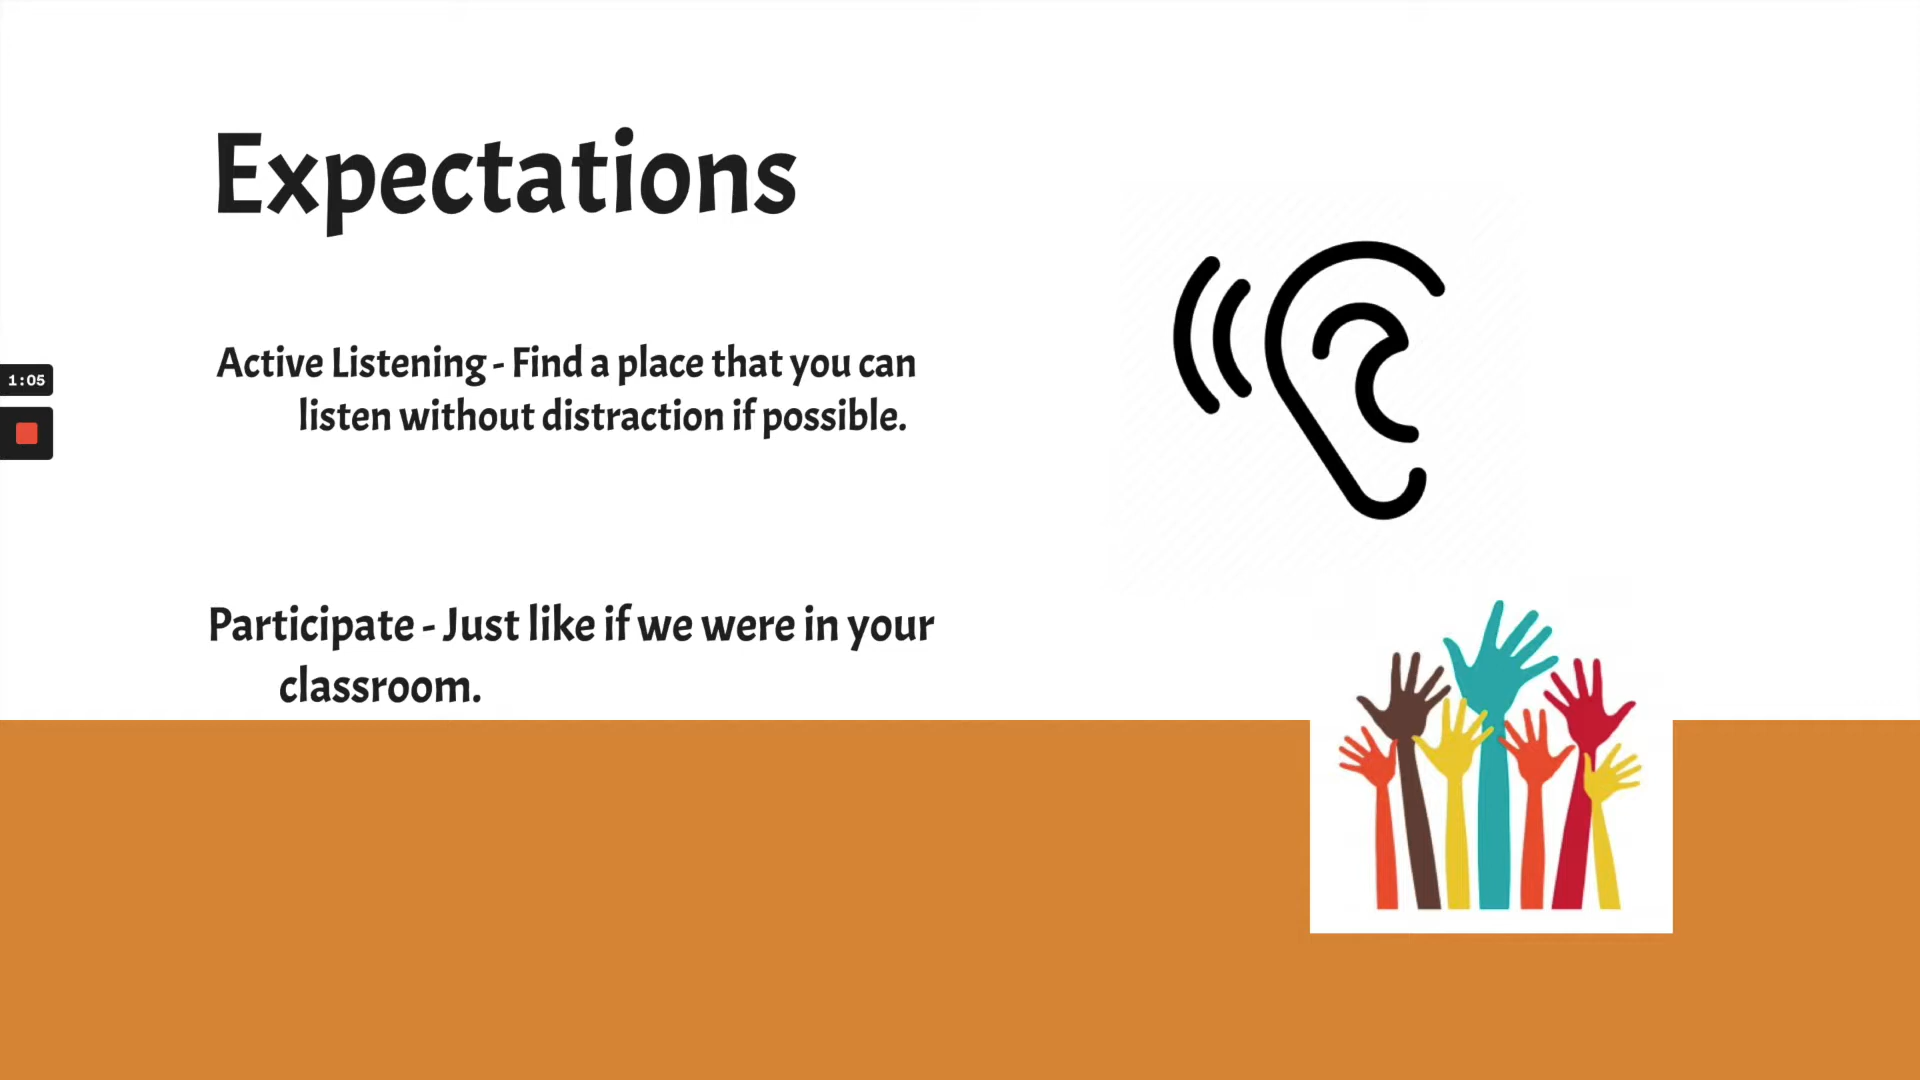 Expectations
Active Listening - Find a place that you can
listen without distraction if possible.
1:05
Participate - Just like if we were in your
classroom.